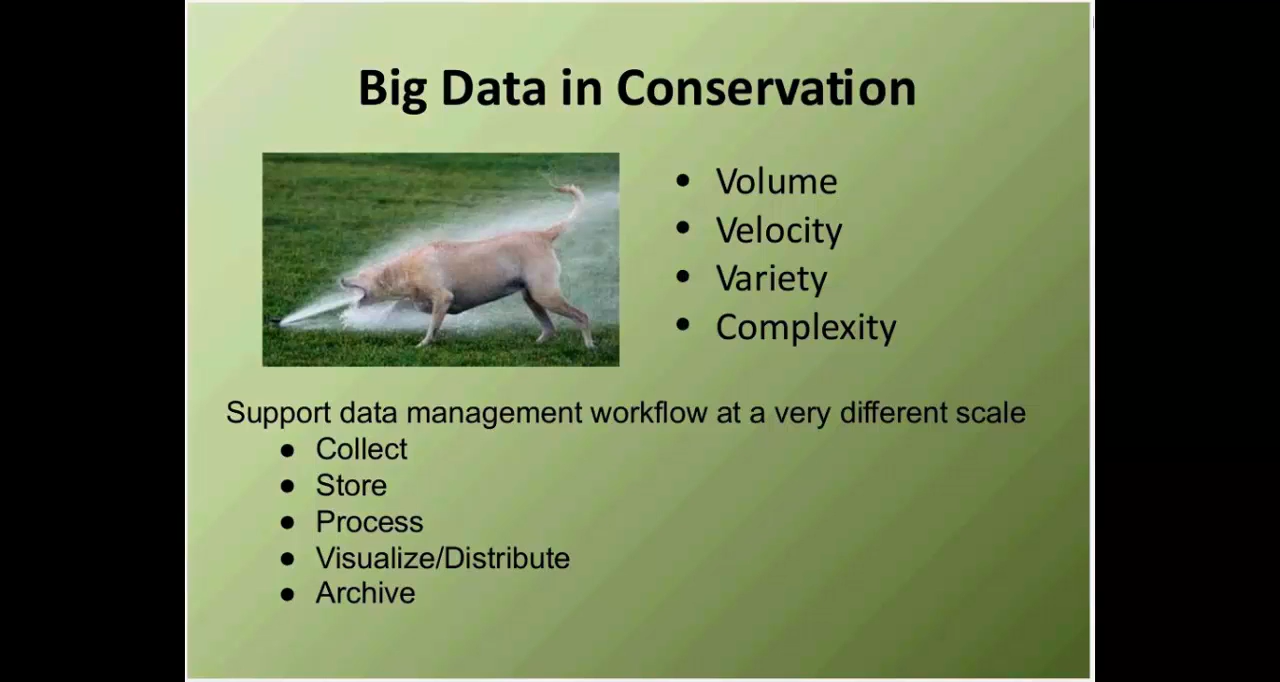 Big Data in Conservation
• Volume
• Velocity
• Variety
• Complexity
Support data management workflow at a very different scale
● Collect
● Store
● Process
● Visualize/Distribute
● Archive